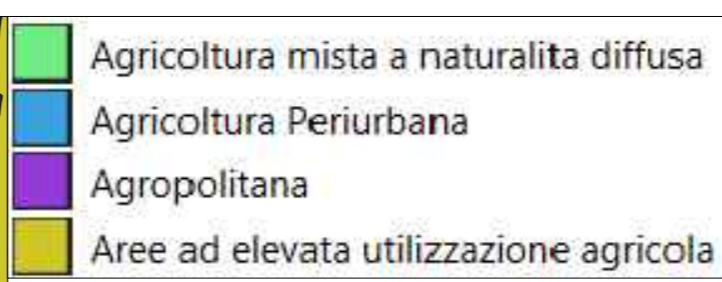 Agricoltura mista a naturalita diffusa
Agricoltura Periurbana
Agropolitana
Aree ad elevata utilizzazione agricola